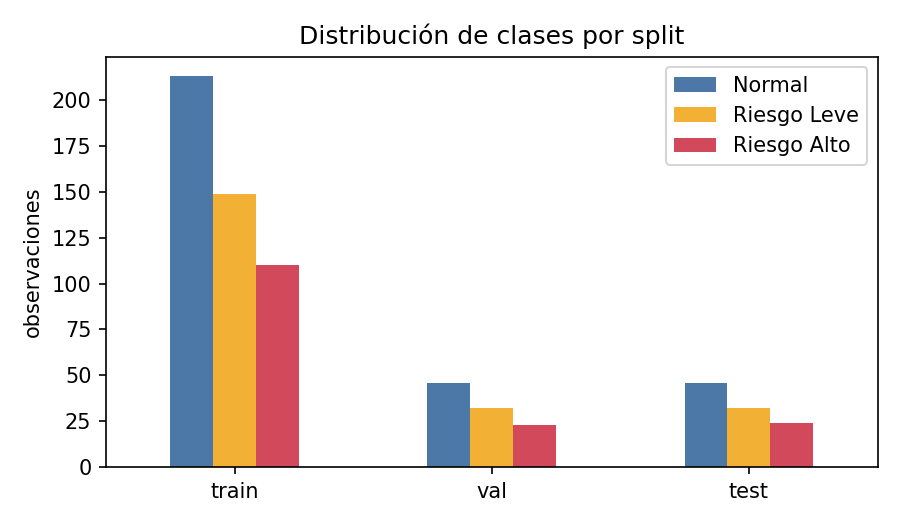 Distribución de clases por split
Normal
Riesgo Leve
Riesgo Alto
observaciones
200
175
150
125
100
75
50
25
0
train
val
test